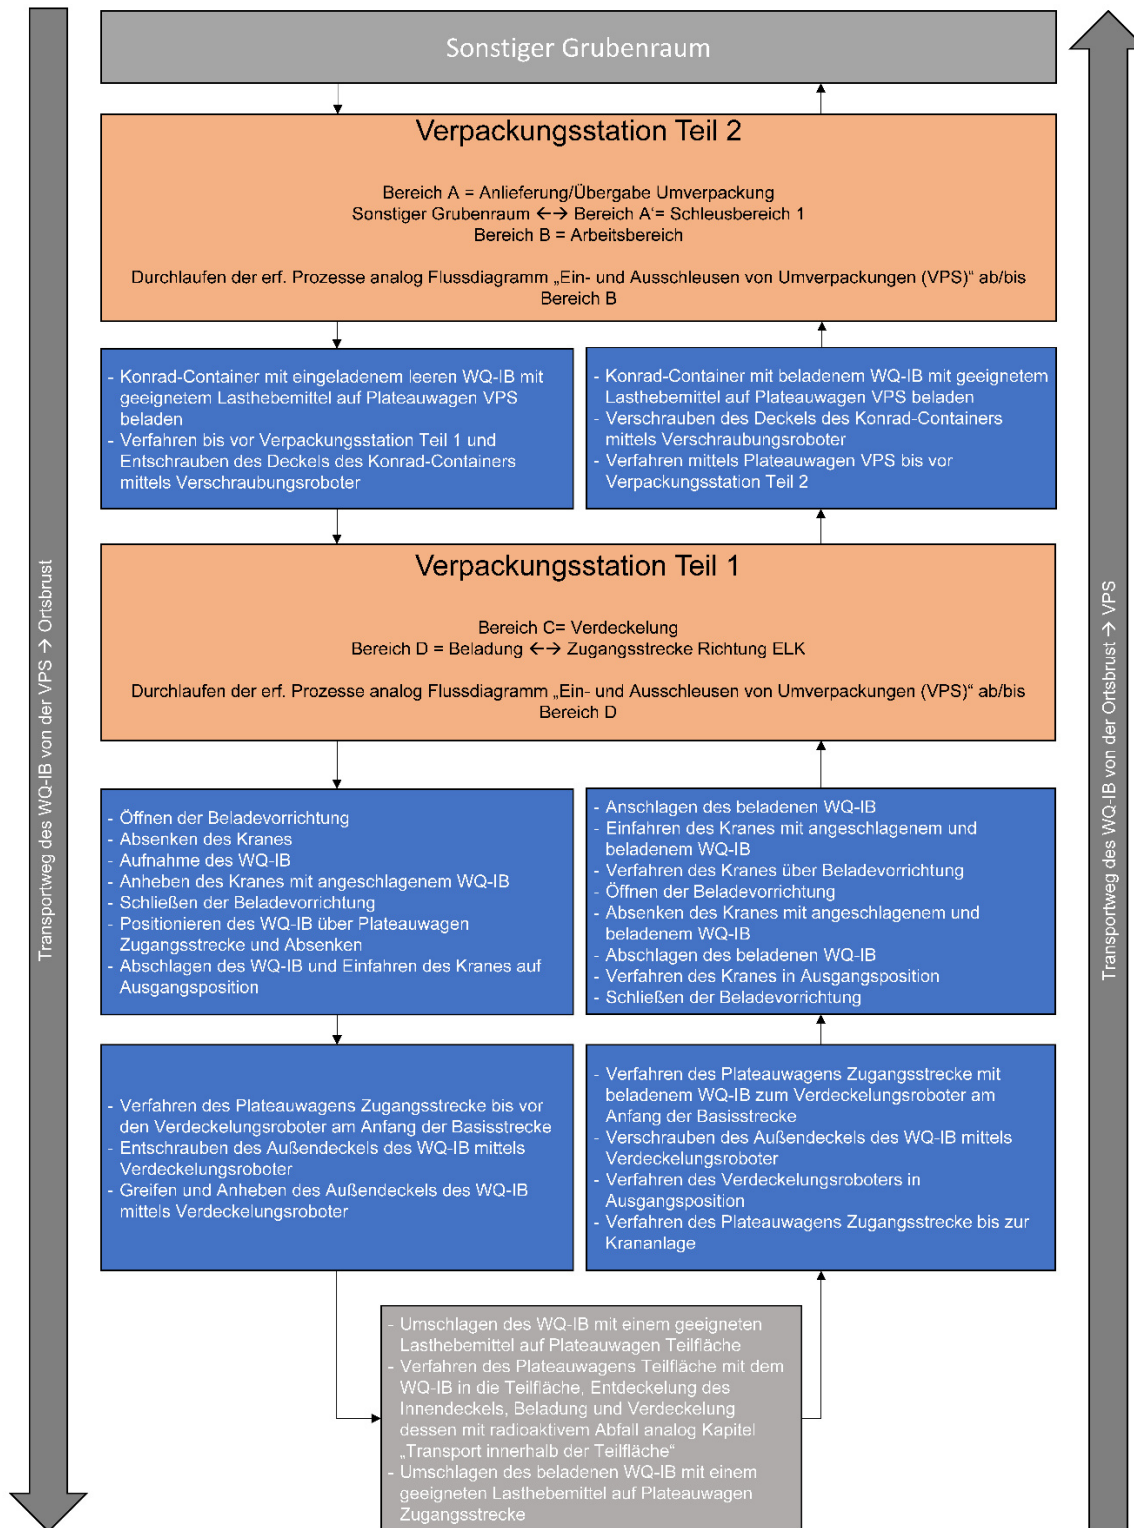 Sonstiger Grubenraum
Verpackungsstation Teil 2
Bereich A = Anlieferung/Übergabe Umverpackung
Sonstiger Grubenraum ←→ Bereich A‘= Schleusbereich 1
Bereich B = Arbeitsbereich
Durchlaufen der erf. Prozesse analog Flussdiagramm „Ein- und Ausschleusen von Umverpackungen (VPS)“ ab/bis
Bereich B
- Konrad-Container mit eingeladenem leeren WQ-IB mit
geeignetem Lasthebemittel auf Plateauwagen VPS
beladen
- Verfahren bis vor Verpackungsstation Teil 1 und
Entschrauben des Deckels des Konrad-Containers
mittels Verschraubungsroboter
- Konrad-Container mit beladenem WQ-IB mit geeignetem
Lasthebemittel auf Plateauwagen VPS beladen
- Verschrauben des Deckels des Konrad-Containers
mittels Verschraubungsroboter
- Verfahren mittels Plateauwagen VPS bis vor
Verpackungsstation Teil 2
Verpackungsstation Teil 1
Bereich C= Verdeckelung
Bereich D = Beladung ←→ Zugangsstrecke Richtung ELK
Durchlaufen der erf. Prozesse analog Flussdiagramm „Ein- und Ausschleusen von Umverpackungen (VPS)“ ab/bis
Bereich D
- Öffnen der Beladevorrichtung
- Absenken des Kranes
- Aufnahme des WQ-IB
- Anheben des Kranes mit angeschlagenem WQ-IB
- Schließen der Beladevorrichtung
- Positionieren des WQ-IB über Plateauwagen
Zugangsstrecke und Absenken
- Abschlagen des WQ-IB und Einfahren des Kranes auf
Ausgangsposition
- Anschlagen des beladenen WQ-IB
- Einfahren des Kranes mit angeschlagenem und
beladenem WQ-IB
- Verfahren des Kranes über Beladevorrichtung
- Öffnen der Beladevorrichtung
- Absenken des Kranes mit angeschlagenem und
beladenem WQ-IB
- Abschlagen des beladenen WQ-IB
- Verfahren des Kranes in Ausgangsposition
- Schließen der Beladevorrichtung
- Verfahren des Plateauwagens Zugangsstrecke bis vor
den Verdeckelungsroboter am Anfang der Basisstrecke
- Entschrauben des Außendeckels des WQ-IB mittels
Verdeckelungsroboter
- Greifen und Anheben des Außendeckels des WQ-IB
mittels Verdeckelungsroboter
- Verfahren des Plateauwagens Zugangsstrecke mit
beladenem WQ-IB zum Verdeckelungsroboter am
Anfang der Basisstrecke
- Verschrauben des Außendeckels des WQ-IB mittels
Verdeckelungsroboter
- Verfahren des Verdeckelungsroboters in
Ausgangsposition
- Verfahren des Plateauwagens Zugangsstrecke bis zur
Krananlage
- Umschlagen des WQ-IB mit einem geeigneten
Lasthebemittel auf Plateauwagen Teilfläche
- Verfahren des Plateauwagens Teilfläche mit dem
WQ-IB in die Teilfläche, Entdeckelung des
Innendeckels, Beladung und Verdeckelung
dessen mit radioaktivem Abfall analog Kapitel
„Transport innerhalb der Teilfläche“
- Umschlagen des beladenen WQ-IB mit einem
geeigneten Lasthebemittel auf Plateauwagen
Zugangsstrecke
Transportweg des WQ-IB von der VPS → Ortsbrust
Transportweg des WQ-IB von der Ortsbrust → VPS